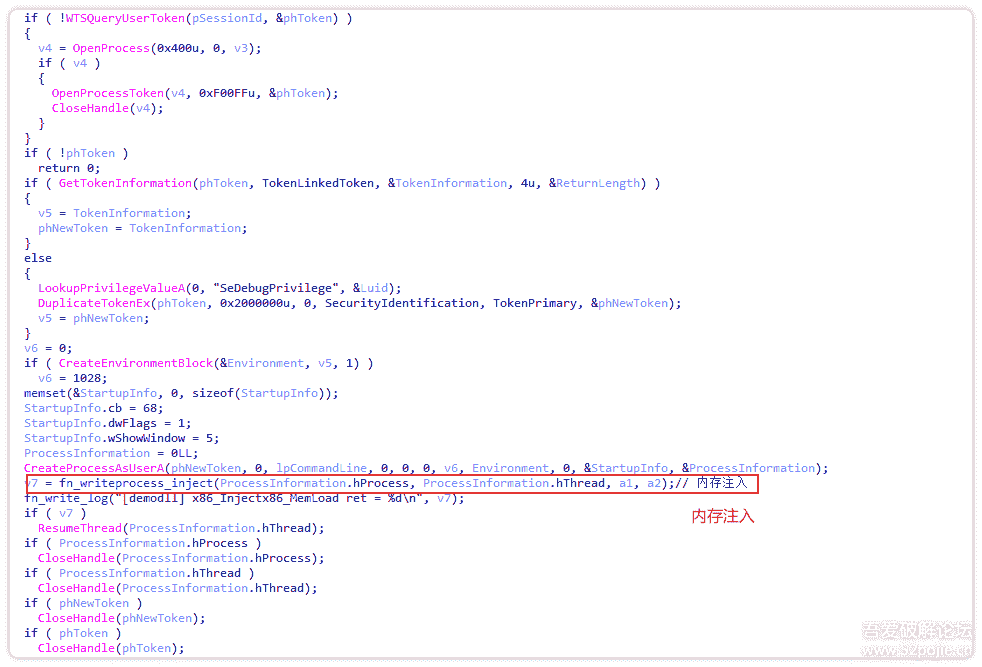 if ( !WTSQueryUserToken(pSessionId, &phToken) )
{
v4 = OpenProcess(0x400u, 0, v3);
if ( v4 )
{
OpenProcessToken(v4, 0xF00FFu, &phToken);
CloseHandle(v4);
}
}
if ( !phToken )
return 0;
if ( GetTokenInformation(phToken, TokenLinkedToken, &TokenInformation, 4u, &ReturnLength) )
{
v5 = TokenInformation;
phNewToken = TokenInformation;
}
else
{
LookupPrivilegeValueA(0, "SeDebugPrivilege", &Luid);
DuplicateTokenEx(phToken, 0x2000000u, 0, SecurityIdentification, TokenPrimary, &phNewToken);
v5 = phNewToken;
}
v6 = 0;
if ( CreateEnvironmentBlock(&Environment, v5, 1) )
v6 = 1028;
memset(&StartupInfo, 0, sizeof(StartupInfo));
StartupInfo.cb = 68;
StartupInfo.dwFlags = 1;
StartupInfo.wShowWindow = 5;
ProcessInformation = 0LL;
CreateProcessAsUserA(phNewToken, 0, lpCommandLine, 0, 0, 0, v6, Environment, 0, &StartupInfo, &ProcessInformation);
v7 = fn_writeprocess_inject(ProcessInformation.hProcess, ProcessInformation.hThread, a1, a2);// 内存注入
fn_write_log("[demodll] x86_Injectx86_MemLoad ret = %d\n", v7);
内存注入
if ( v7 )
ResumeThread(ProcessInformation.hThread);
if ( ProcessInformation.hProcess )
CloseHandle(ProcessInformation.hProcess);
if ( ProcessInformation.hThread )
CloseHandle(ProcessInformation.hThread);
if ( phNewToken )
CloseHandle(phNewToken);
if ( phToken )
CloseHandle(phToken);
吾爱破解论坛
www.52pojie.cn